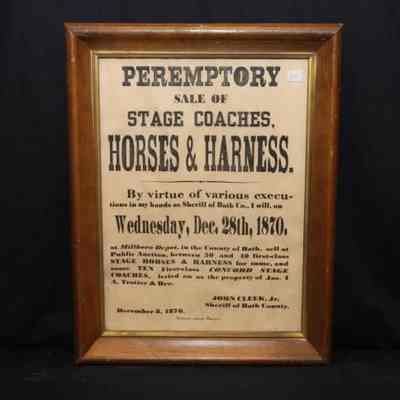 PEREMPTORY
SALE OF
STAGE COACHES,
HORSES & HARNESS.
By virtue of various execu-
tions in my hands as Sheriff of Bath Co., I will, on
Wednesday, Dec. 28th, 1870,
at Millboro Depot, in the County of Bath, sell at
Public Auction, between 30 and 40 first-class
STAGE HORSES & HARNESS for same, and
some TEN First-class CONCORD STAGE
COACHES, levied on as the property of Jas.
A. Trotter & Bro.
JOHN CLEEK, Jr.
Sheriff of Bath County.
December 8, 1870.